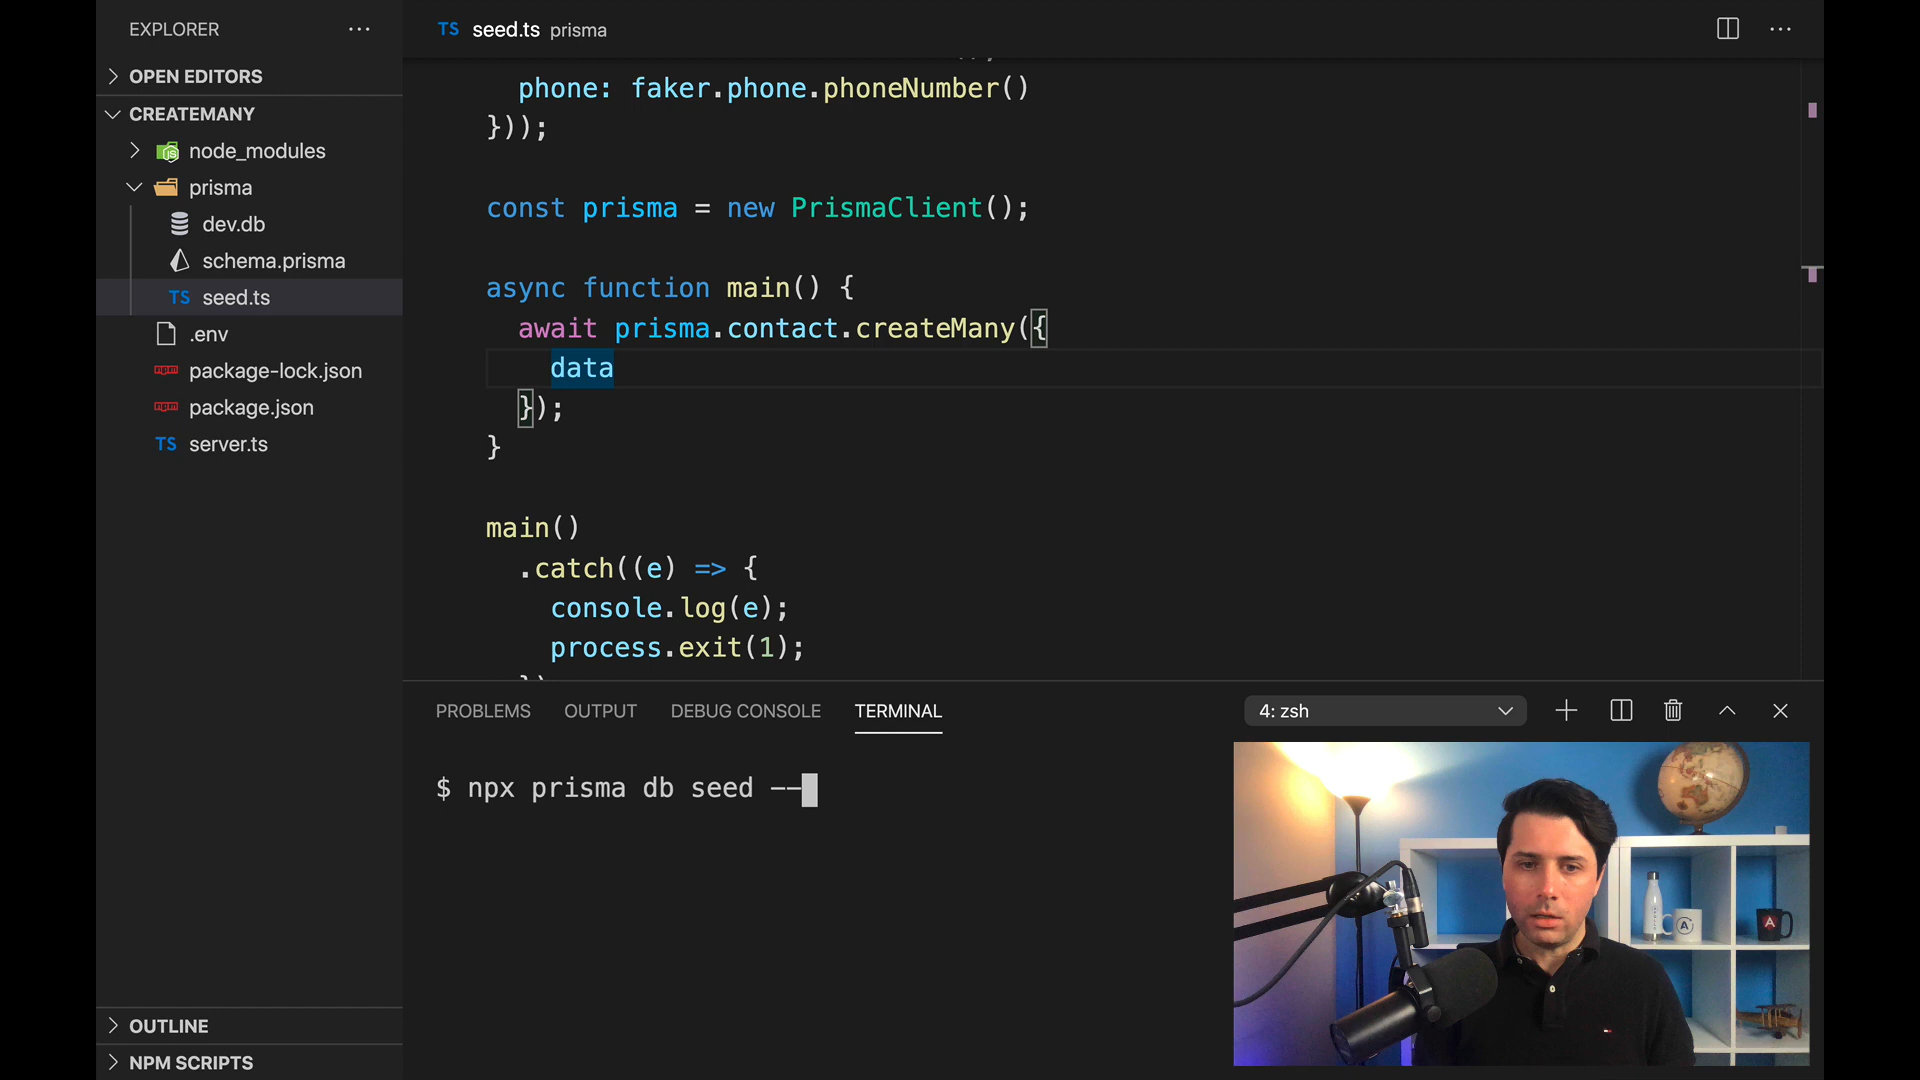 EXPLORER
OPEN EDITORS
CREATEMANY
node_modules
prisma
dev.db
schema.prisma
TS seed.ts
.env
npm package-lock.json
npm package.json
TS server.ts
OUTLINE
NPM SCRIPTS
TS seed.ts prisma
phone: faker.phone.phoneNumber()
}));
const prisma = new PrismaClient();
async function main() {
await prisma.contact.createMany({
data
});
}
main()
.catch((e) => {
console.log(e);
process.exit(1);
PROBLEMS OUTPUT DEBUG CONSOLE TERMINAL 4: zsh
$ npx prisma db seed --
A
A